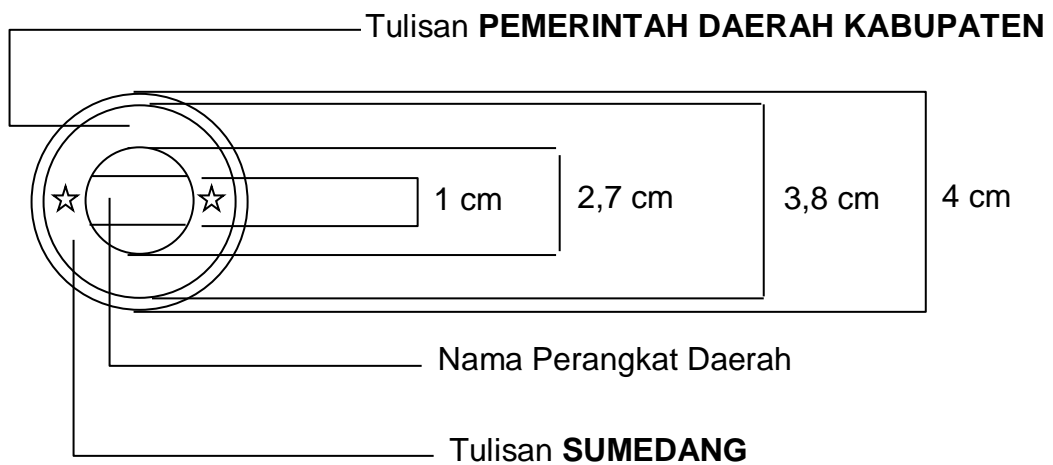 Tulisan PEMERINTAH DAERAH KABUPATEN
1 cm
2,7 cm
3,8 cm
4 cm
Nama Perangkat Daerah
Tulisan SUMEDANG